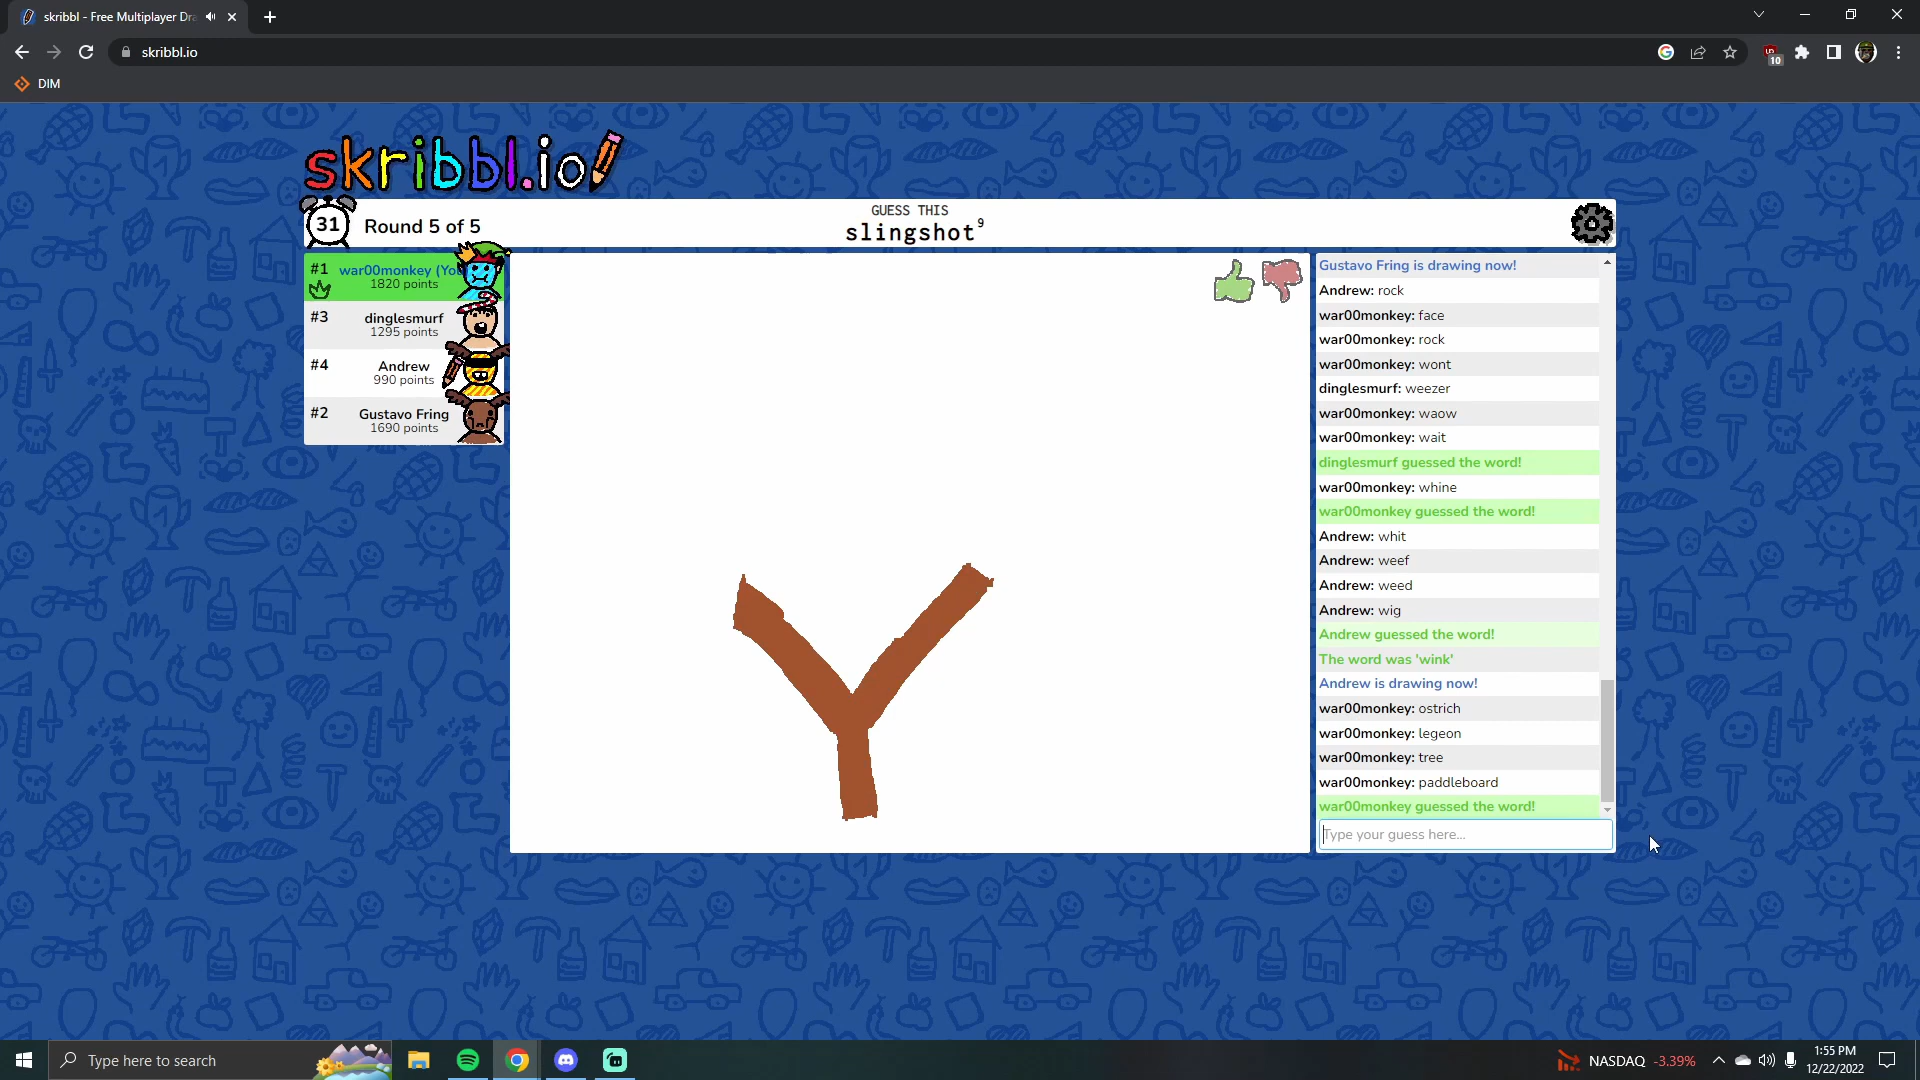 skribbl - Free Multiplayer Dra
skribbl.io
10
DIM
skribbl.io
31
Round 5 of 5
GUESS THIS
slingshot 9
#1
war00monkey (You
1820 points
#3
dinglesmurf
1295 points
#4
Andrew
990 points
#2
Gustavo Fring
1690 points
Gustavo Fring is drawing now!
Andrew: rock
war00monkey: face
war00monkey: rock
war00monkey: wont
dinglesmurf: weezer
war00monkey: waow
war00monkey: wait
dinglesmurf guessed the word!
war00monkey: whine
war00monkey guessed the word!
Andrew: whit
Andrew: weef
Andrew: weed
Andrew: wig
Andrew guessed the word!
The word was 'wink'
Andrew is drawing now!
war00monkey: ostrich
war00monkey: legeon
war00monkey: tree
war00monkey: paddleboard
war00monkey guessed the word!
Type your guess here...
Type here to search
NASDAQ -3.39%
1:55 PM
12/22/2022